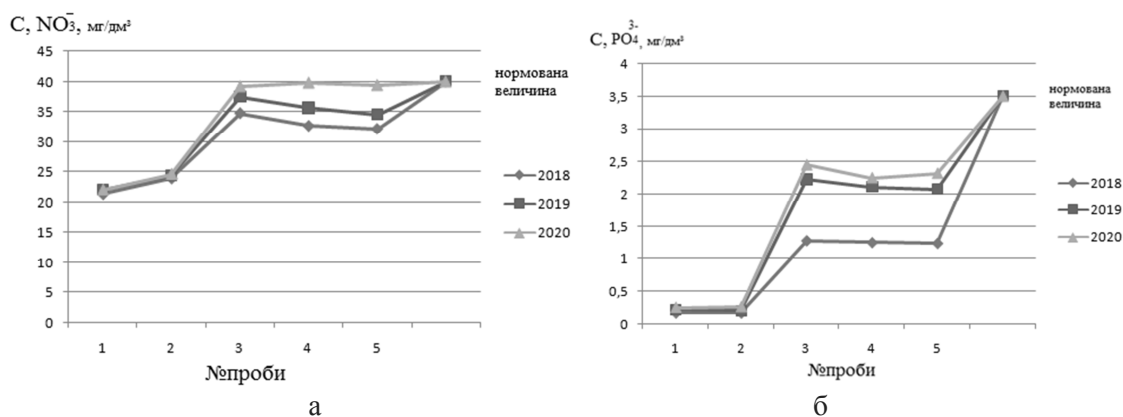 C, NO₃⁻, мг/дм³
45
40
35
30
25
20
15
10
5
0
1 2 3 4 5
№проби
нормована
величина
2018
2019
2020
а
C, PO₄³⁻, мг/дм³
4
3,5
3
2,5
2
1,5
1
0,5
0
1 2 3 4 5
№проби
нормована
величина
2018
2019
2020
б